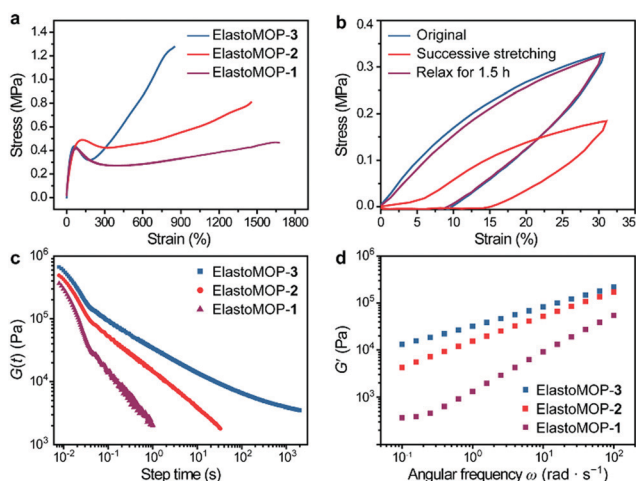 a
ElastoMOP-3
ElastoMOP-2
ElastoMOP-1
Stress (MPa)
1.4
1.2
1.0
0.8
0.6
0.4
0.2
0.0
0 300 600 900 1200 1500 1800
Strain (%)
b
Original
Successive stretching
Relax for 1.5 h
Stress (MPa)
0.4
0.3
0.2
0.1
0.0
0 5 10 15 20 25 30 35
Strain (%)
c
ElastoMOP-3
ElastoMOP-2
ElastoMOP-1
G(t) (Pa)
10⁶
10⁵
10⁴
10³
10⁻² 10⁻¹ 10⁰ 10¹ 10² 10³
Step time (s)
d
G′ (Pa)
10⁶
10⁵
10⁴
10³
ElastoMOP-3
ElastoMOP-2
ElastoMOP-1
10⁻¹ 10⁰ 10¹ 10²
Angular frequency ω (rad · s⁻¹)